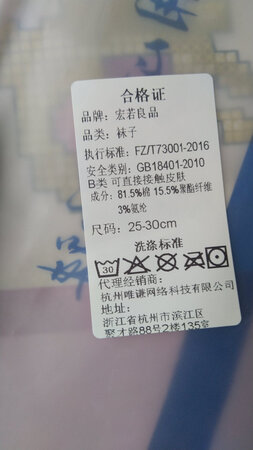 合格证
品牌：宏若良品
品类：袜子
执行标准：FZ/T73001-2016
安全类别：GB18401-2010
B类 可直接接触皮肤
成分：81.5%棉 15.5%聚酯纤维
3%氨纶
尺码：25-30cm
洗涤标准
30
代理经销商：
杭州唯谦网络科技有限公司
地址：
浙江省杭州市滨江区
聚才路88号2楼135室